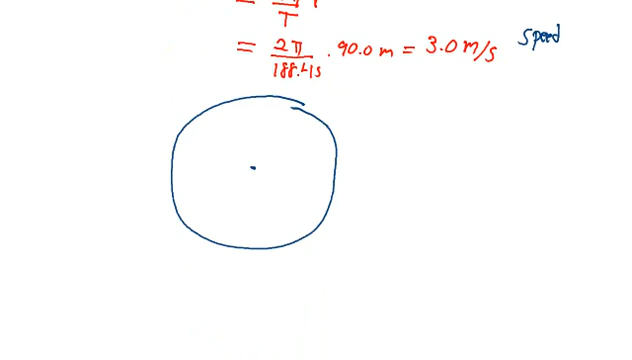 T
= 2π / 188.4 s . 90.0 m = 3.0 m/s speed